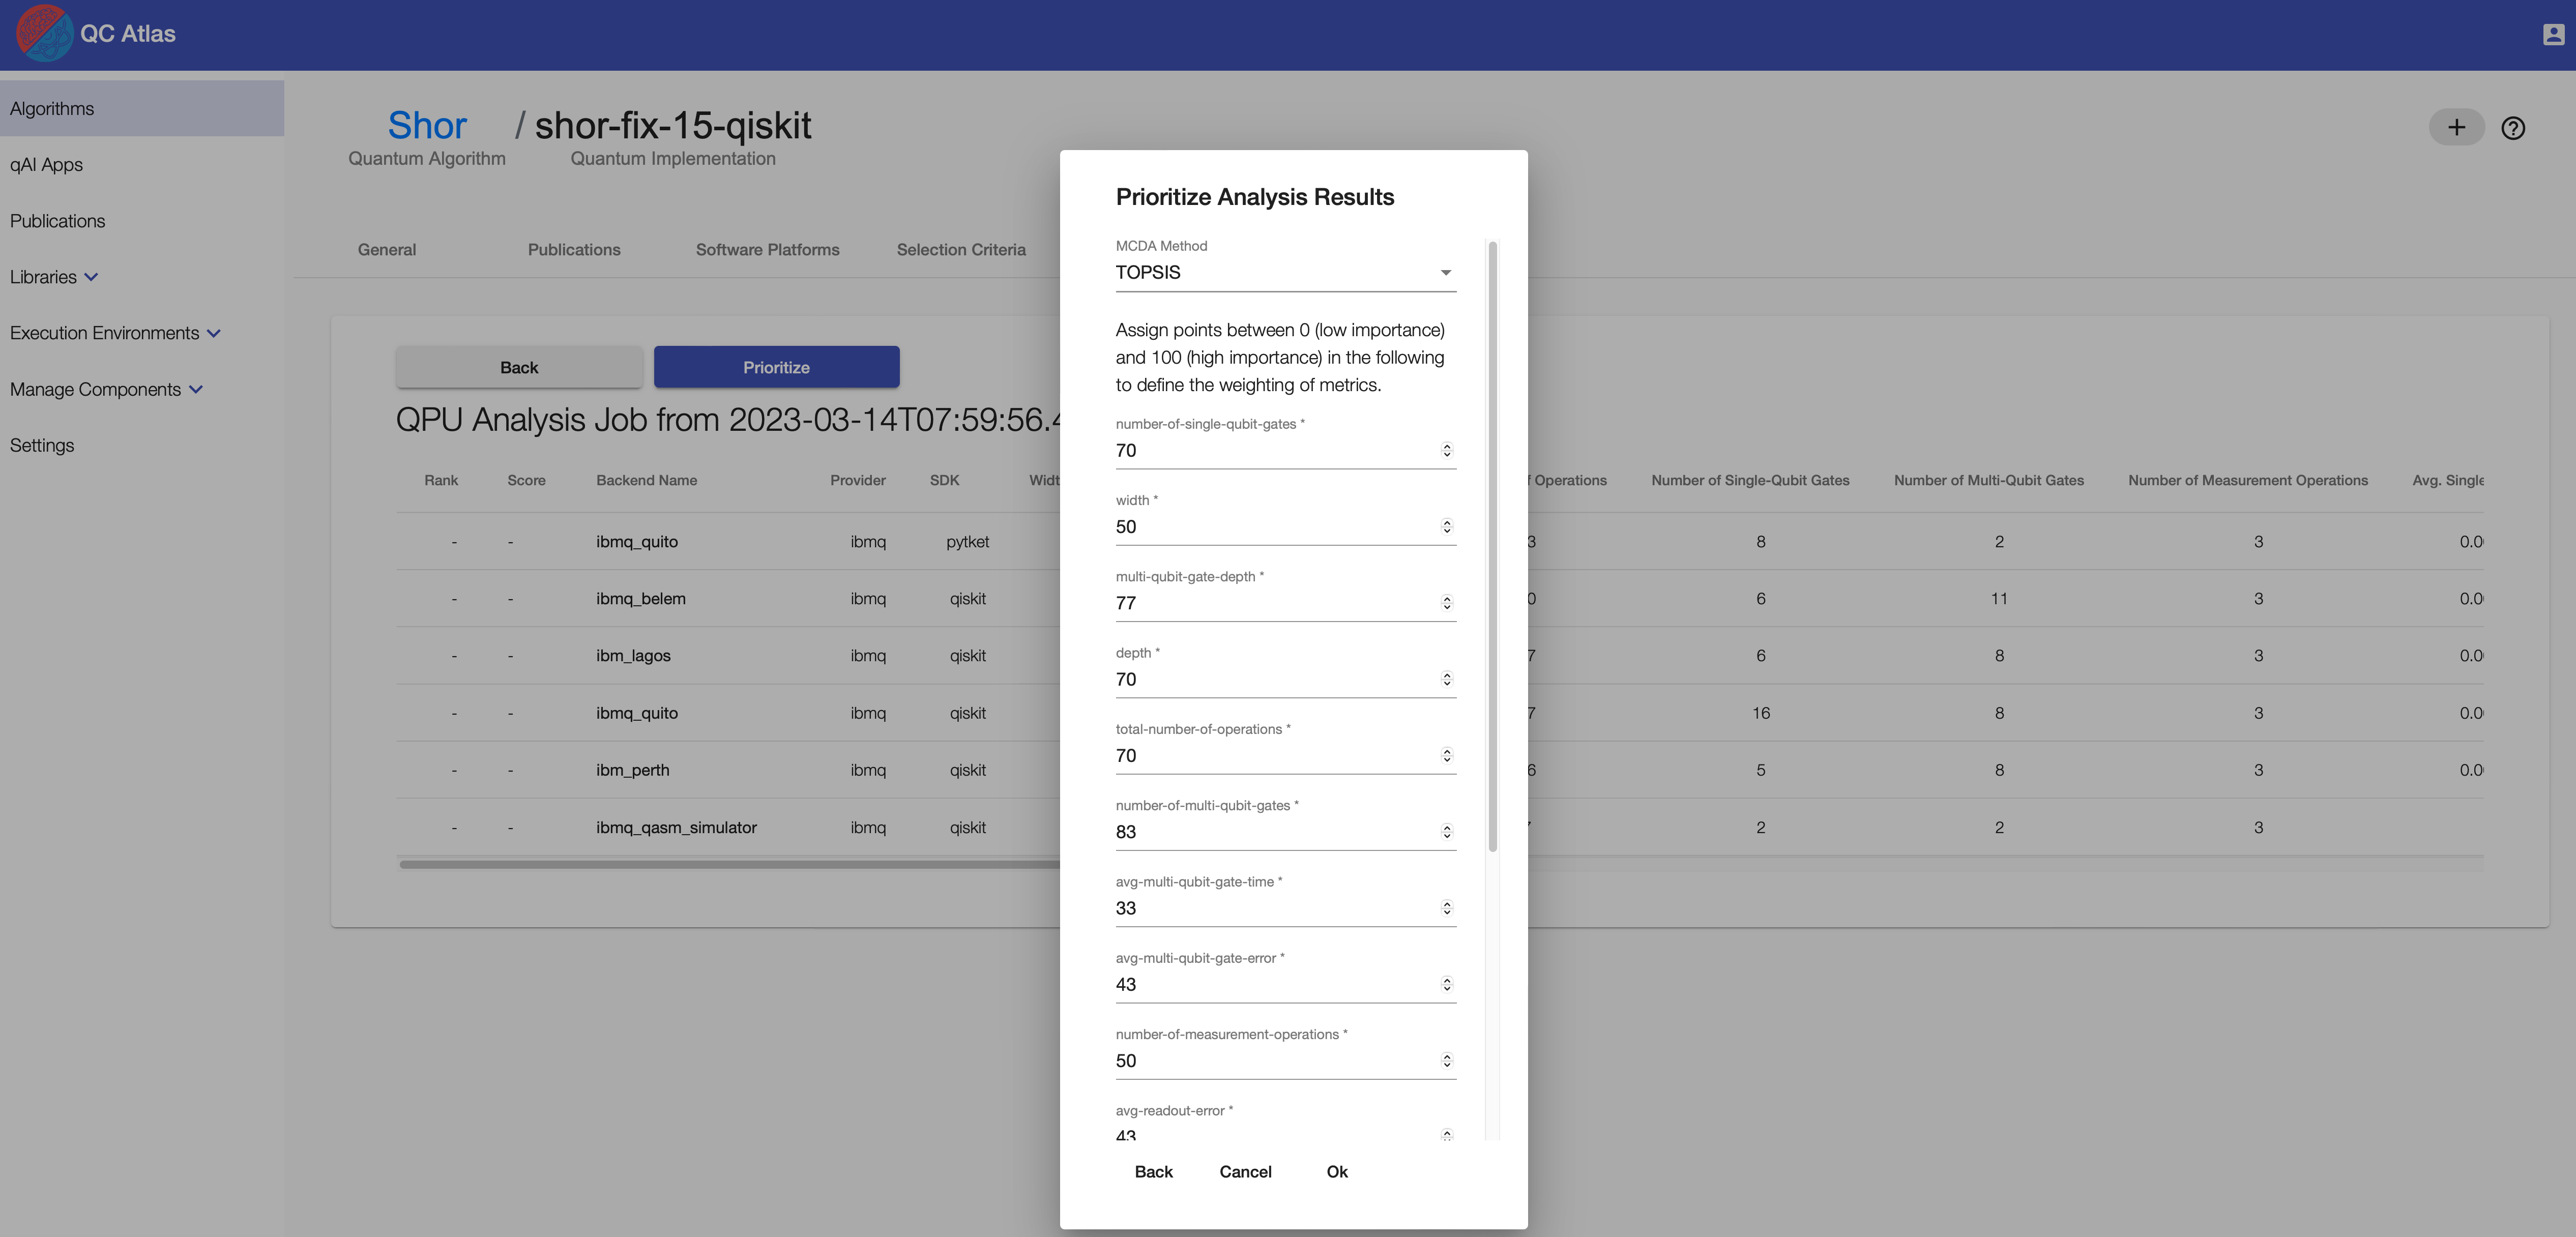 QC Atlas
Algorithms
qAI Apps
Publications
Libraries
Execution Environments
Manage Components
Settings
Shor / shor-fix-15-qiskit
Quantum Algorithm Quantum Implementation
General Publications Software Platforms Selection Criteria
Back Prioritize
QPU Analysis Job from 2023-03-14T07:59:56.4
Rank Score Backend Name Provider SDK Operations Number of Single-Qubit Gates Number of Multi-Qubit Gates Number of Measurement Operations Avg. Single
- - ibmq_quito ibmq pytket 3 8 2 3 0.0
- - ibmq_belem ibmq qiskit 0 6 11 3 0.0
- - ibm_lagos ibmq qiskit 7 6 8 3 0.0
- - ibmq_quito ibmq qiskit 7 16 8 3 0.0
- - ibm_perth ibmq qiskit 6 5 8 3 0.0
- - ibmq_qasm_simulator ibmq qiskit 2 2 3
Prioritize Analysis Results
MCDA Method
TOPSIS
Assign points between 0 (low importance)
and 100 (high importance) in the following
to define the weighting of metrics.
number-of-single-qubit-gates *
70
width *
50
multi-qubit-gate-depth *
77
depth *
70
total-number-of-operations *
70
number-of-multi-qubit-gates *
83
avg-multi-qubit-gate-time *
33
avg-multi-qubit-gate-error *
43
number-of-measurement-operations *
50
avg-readout-error *
43
Back Cancel Ok